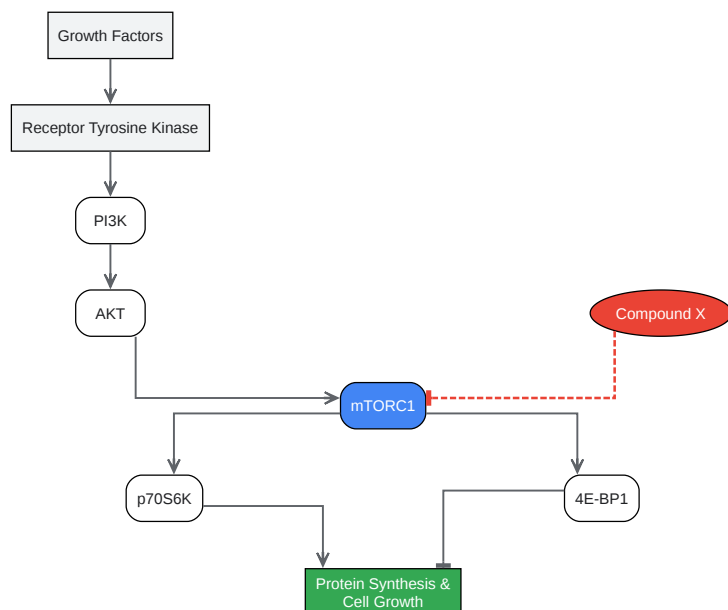 Growth Factors
Receptor Tyrosine Kinase
PI3K
AKT
Compound X
mTORC1
p70S6K
4E-BP1
Protein Synthesis &
Cell Growth